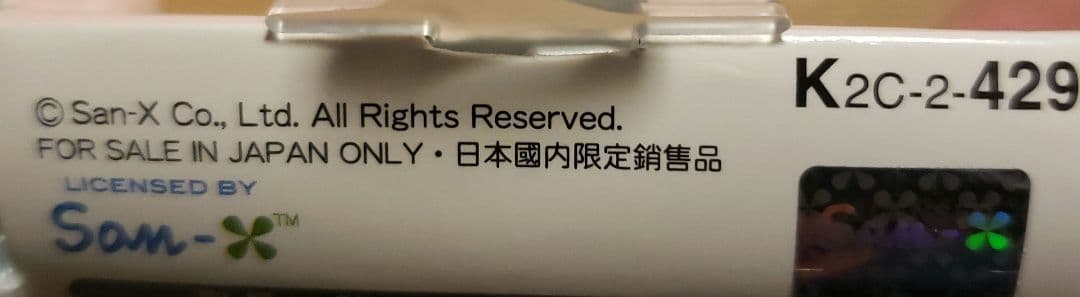 © San-X Co., Ltd. All Rights Reserved.
FOR SALE IN JAPAN ONLY・日本國内限定銷售品
LICENSED BY
San-X™
K2C-2-429